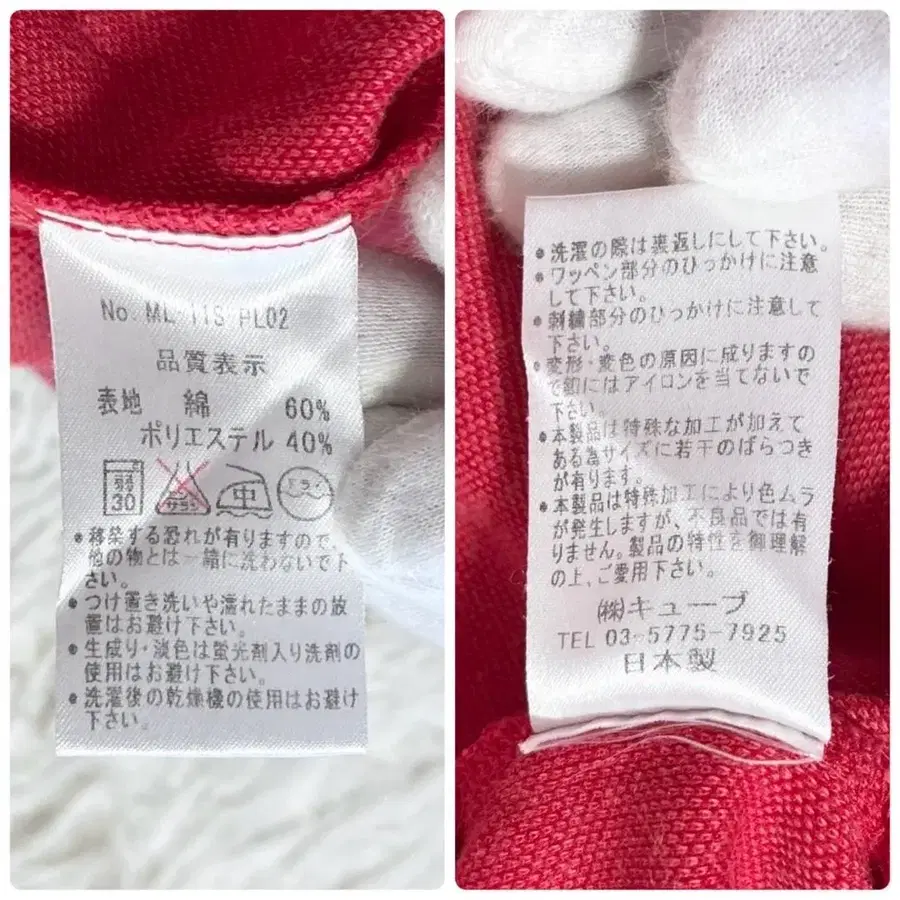 No. ML-11S-PL02
品質表示
表地 綿 60%
ポリエステル 40%
弱
30
サラシ 中 ドライ
• 移染する恐れが有りますので、
他の物とは一緒に洗わないで下
さい。
• つけ置き洗いや濡れたままの放
置はお避け下さい。
• 生成り・淡色は蛍光剤入り洗剤の
使用はお避け下さい。
• 洗濯後の乾燥機の使用はお避け
下さい。
• 洗濯の際は裏返しにして下さい。
• ワッペン部分のひっかけに注意
して下さい。
• 刺繍部分のひっかけに注意して
下さい。
• 変形・変色の原因に成りますの
で釦にはアイロンを当てないで
下さい。
• 本製品は特殊な加工が加えて
ある為サイズに若干のばらつき
が有ります。
• 本製品は特殊加工により色ムラ
が発生しますが、不良品では有
りません。製品の特性を御理解
の上、ご愛用下さい。
㈱キューブ
TEL 03-5775-7925
日本製